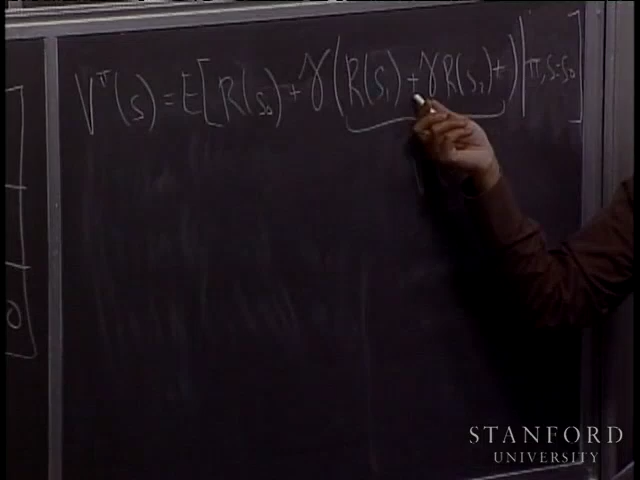 V^π(s) = E[R(s₀) + γ(R(s₁) + γR(s₂) + )|π, s=s₀]
STANFORD
UNIVERSITY